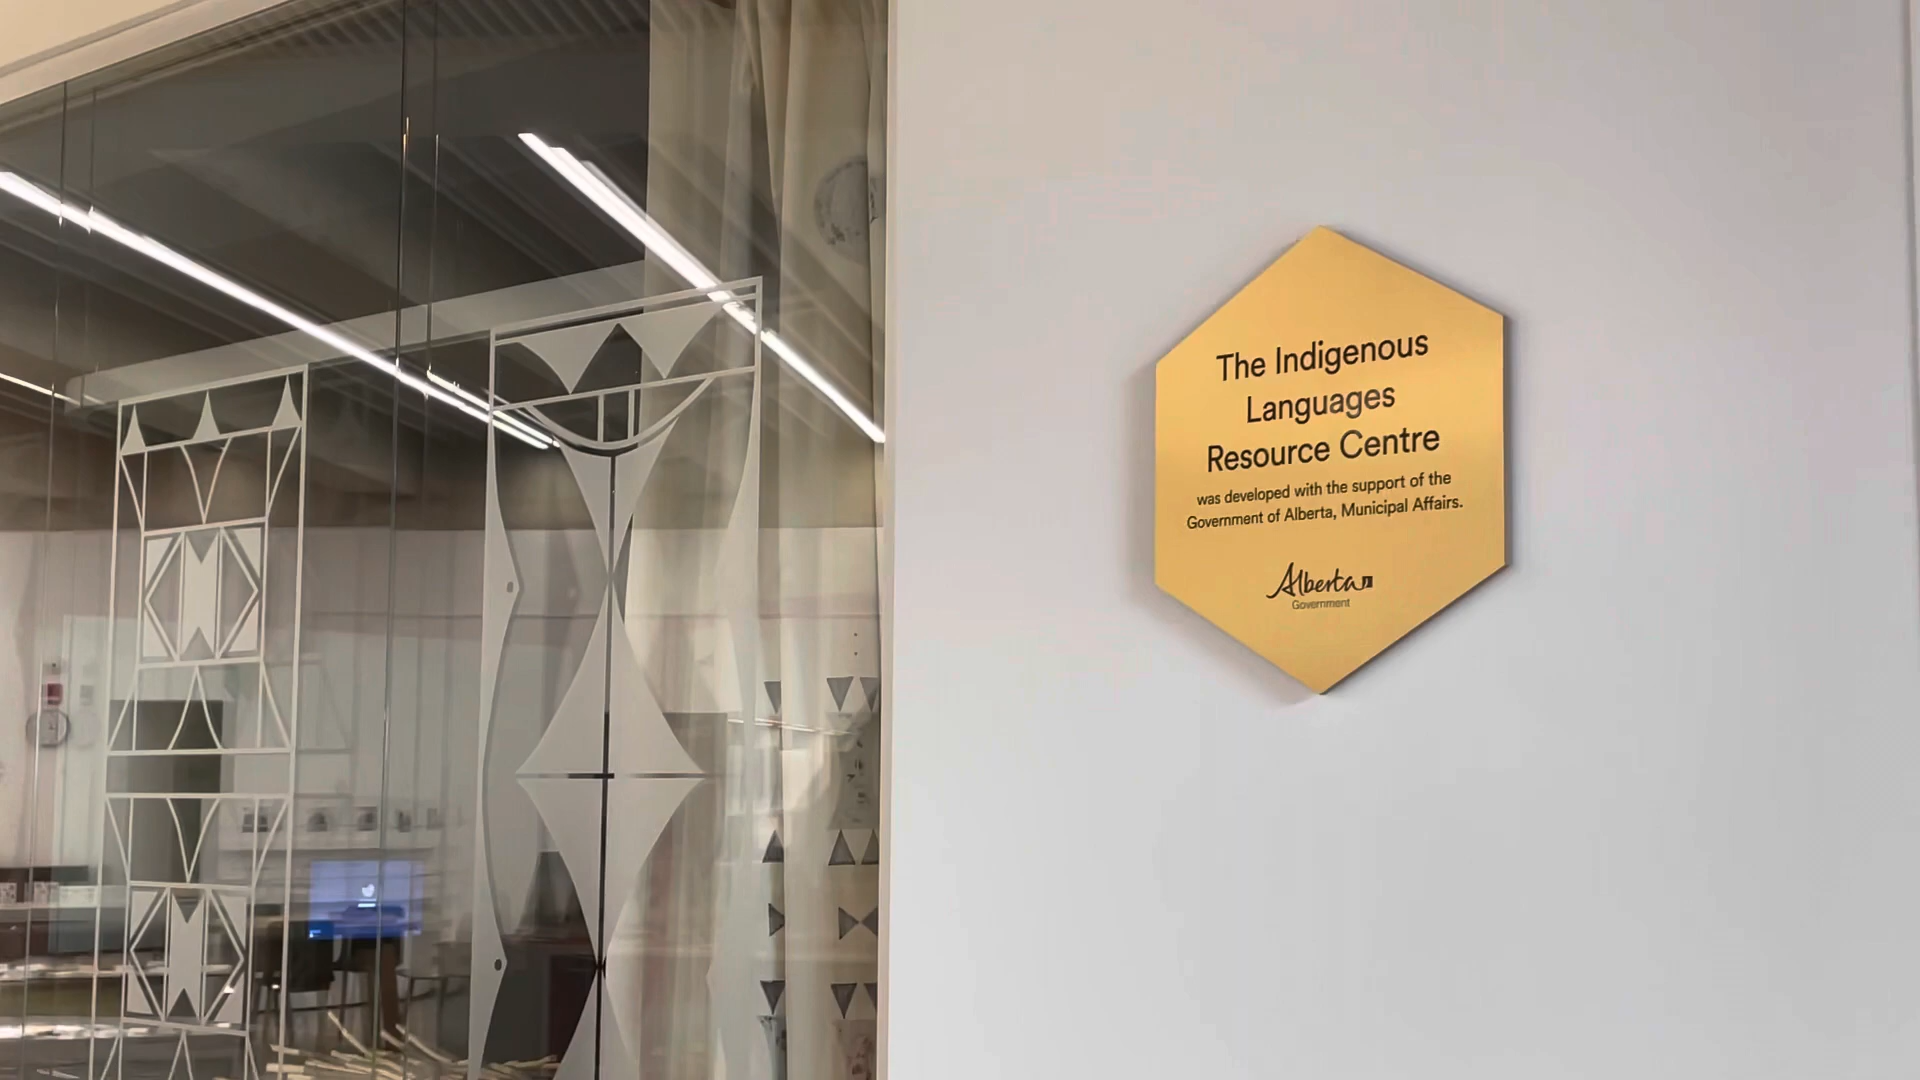 The Indigenous
Languages
Resource Centre
was developed with the support of the
Government of Alberta, Municipal Affairs.
Alberta
Government